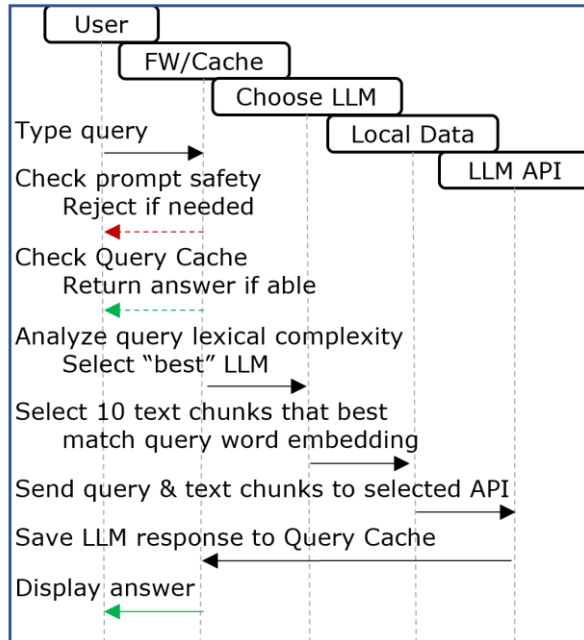 User
FW/Cache
Choose LLM
Local Data
LLM API
Type query
Check prompt safety
Reject if needed
Check Query Cache
Return answer if able
Analyze query lexical complexity
Select “best” LLM
Select 10 text chunks that best
match query word embedding
Send query & text chunks to selected API
Save LLM response to Query Cache
Display answer